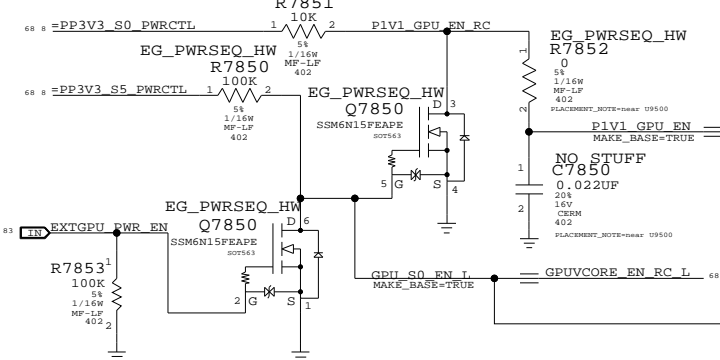 R7851
10K
68 8 =PP3V3_S0_PWRCTL 1 2 P1V1_GPU_EN_RC
5%
1/16W
MF-LF
402
EG_PWRSEQ_HW
R7852
0
5%
1/16W
MF-LF
402
PLACEMENT_NOTE=near U9500
1
2
EG_PWRSEQ_HW
R7850
100K
68 8 =PP3V3_S5_PWRCTL 1 2
5%
1/16W
MF-LF
402
EG_PWRSEQ_HW
Q7850
SSM6N15FEAPE
SOT563
D 3
5 G S 4
P1V1_GPU_EN
MAKE_BASE=TRUE
NO STUFF
C7850
0.022UF
20%
16V
CERM
402
PLACEMENT_NOTE=near U9500
1
2
EG_PWRSEQ_HW
Q7850
SSM6N15FEAPE
SOT563
D 6
2 G S 1
83 IN EXTGPU_PWR_EN
R7853
100K
5%
1/16W
MF-LF
402
1
2
GPU_S0_EN_L
MAKE_BASE=TRUE
GPUVCORE_EN_RC_L 68